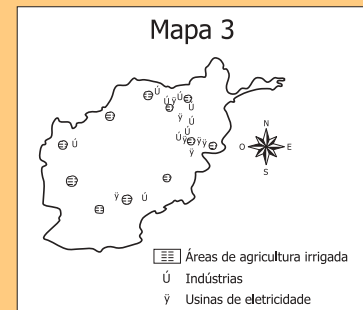 Mapa 3
Ú
Ú
Ú ÿ Ú
Ú
ÿ
Ú
Ú
Ú
ÿ ÿ ÿ
Ú
ÿ
N
O E
S
ÿ Ú
Áreas de agricultura irrigada
Ú Indústrias
ÿ Usinas de eletricidade